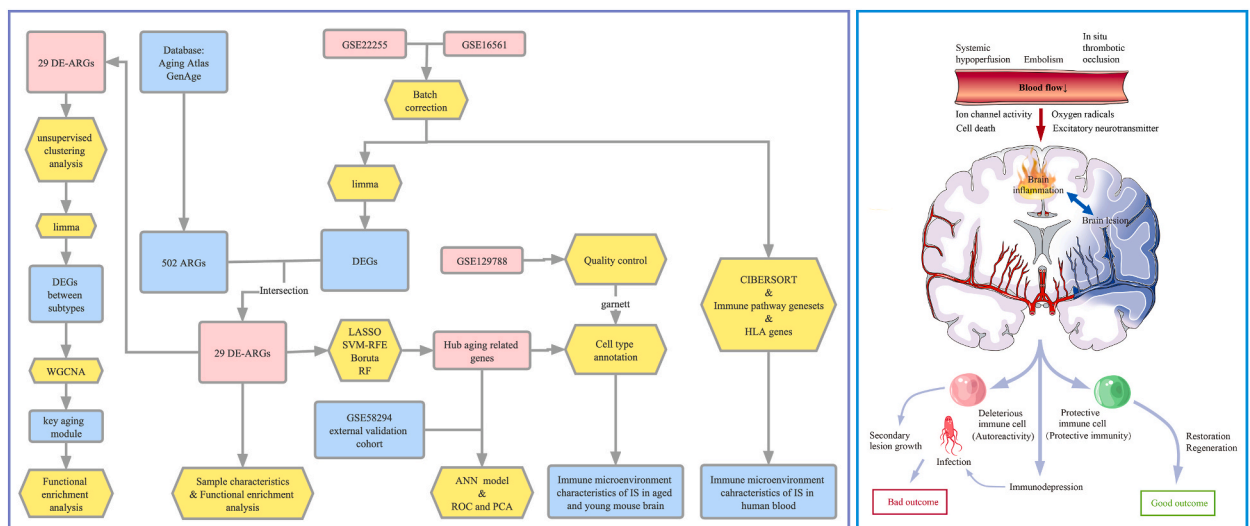 29 DE-ARGs
Database:
Aging Atlas
GenAge
GSE22255
GSE16561
Batch
correction
unsupervised
clustering
analysis
limma
limma
502 ARGs
DEGs
Intersection
GSE129788
Quality control
garnett
CIBERSORT
&
Immune pathway genesets
&
HLA genes
DEGs
between
subtypes
29 DE-ARGs
LASSO
SVM-RFE
Boruta
RF
Hub aging related
genes
Cell type
annotation
WGCNA
key aging
module
GSE58294
external validation
cohort
Functional
enrichment
analysis
Sample characteristics
& Functional enrichment
analysis
ANN model
&
ROC and PCA
Immune microenvironment
characteristics of IS in aged
and young mouse brain
Immune microenvironment
cahracteristics of IS in
human blood
Systemic
hypoperfusion
Embolism
In situ
thrombotic
occlusion
Blood flow↓
Ion channel activity
Cell death
Oxygen radicals
Excitatory neurotransmitter
Brain
inflammation
Brain lesion
Deleterious
immune cell
(Autoreactivity)
Protective
immune cell
(Protective immunity)
Secondary
lesion growth
Infection
Immunodepression
Restoration
Regeneration
Bad outcome
Good outcome